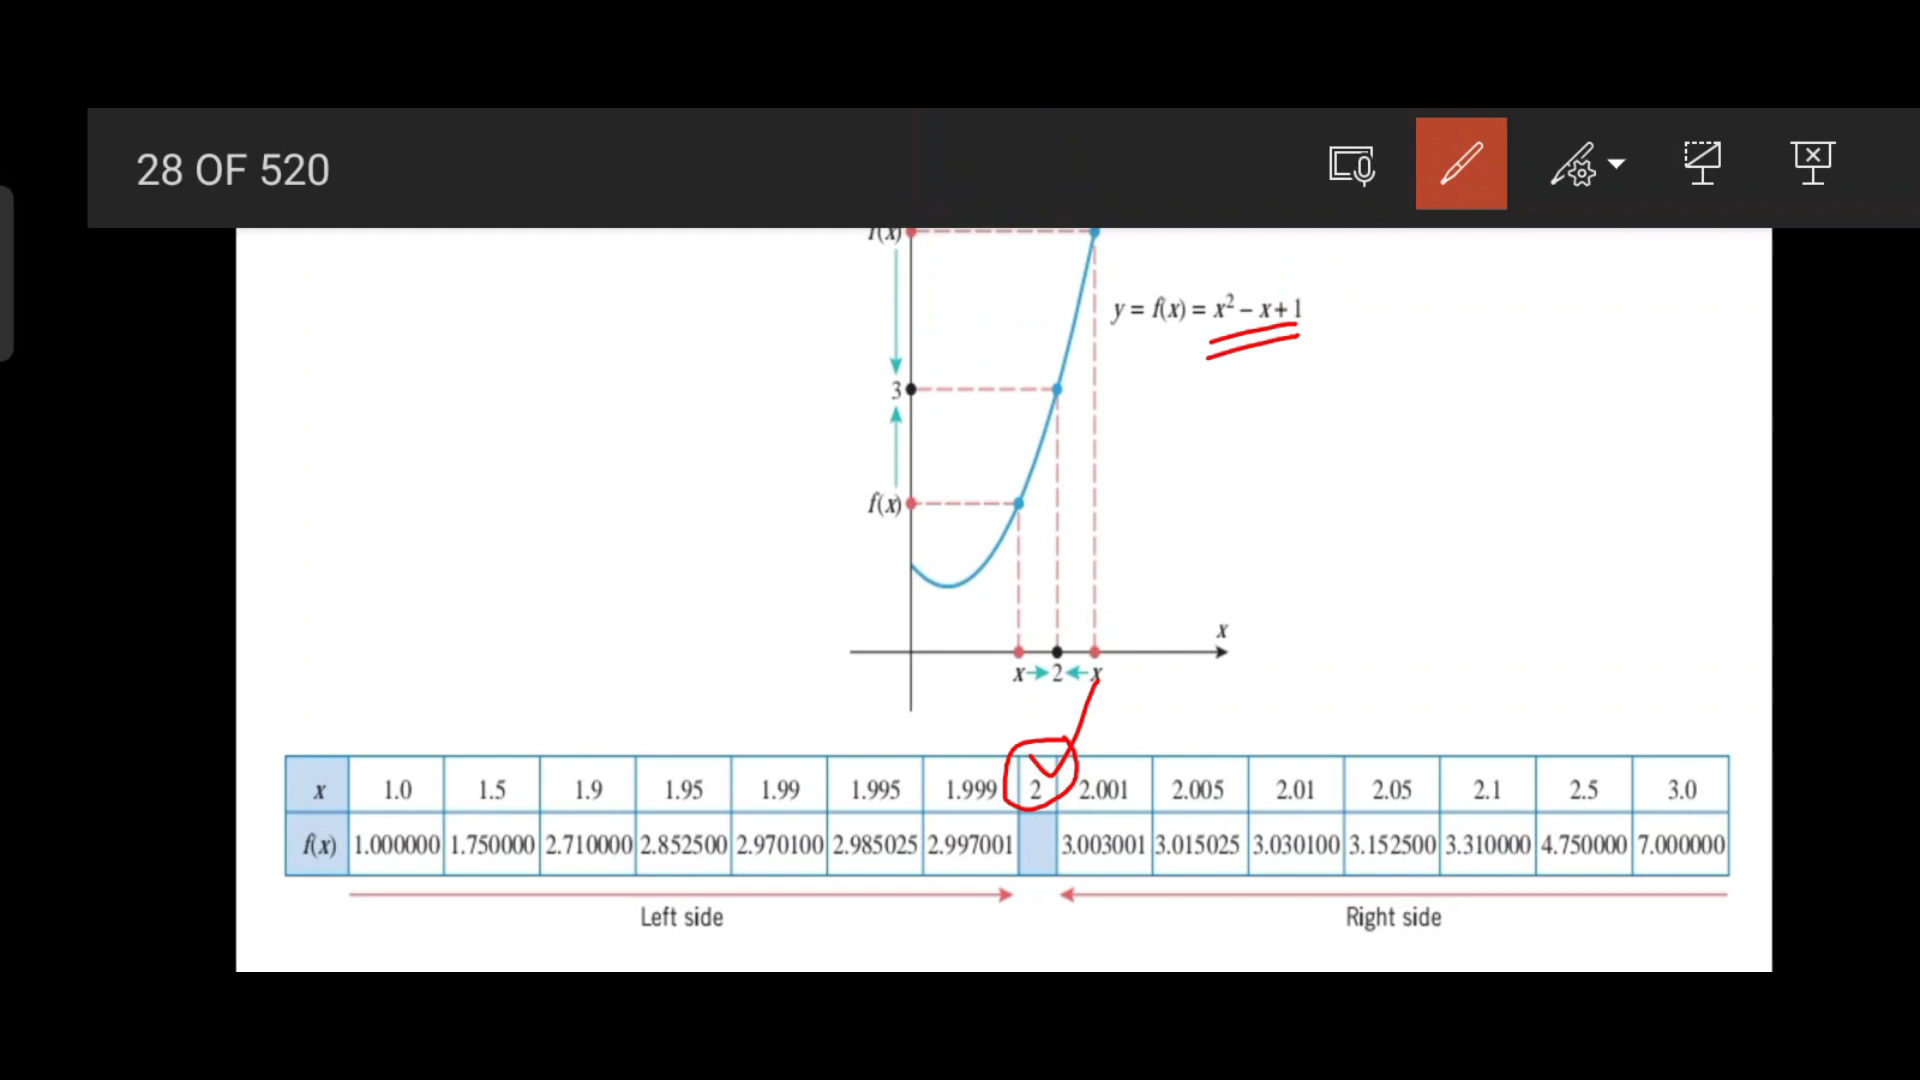 28 OF 520
f(x)
y = f(x) = x² – x + 1
3
f(x)
x
x 2 x
x 1.0 1.5 1.9 1.95 1.99 1.995 1.999 2 2.001 2.005 2.01 2.05 2.1 2.5 3.0
f(x) 1.000000 1.750000 2.710000 2.852500 2.970100 2.985025 2.997001 3.003001 3.015025 3.030100 3.152500 3.310000 4.750000 7.000000
Left side Right side